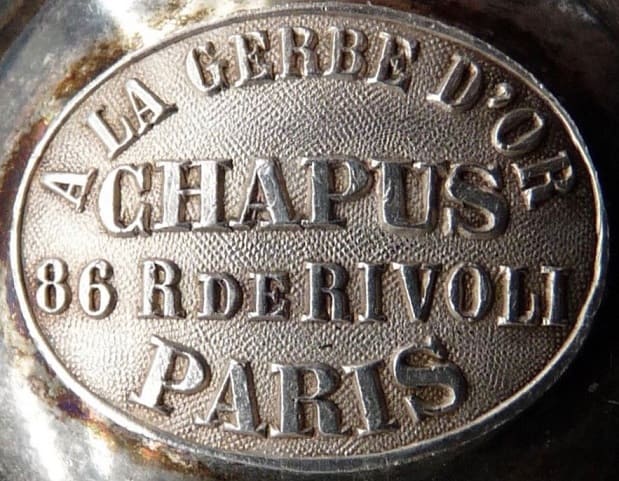 A LA GERBE D'OR
CHAPUS
86 R DE RIVOLI
PARIS